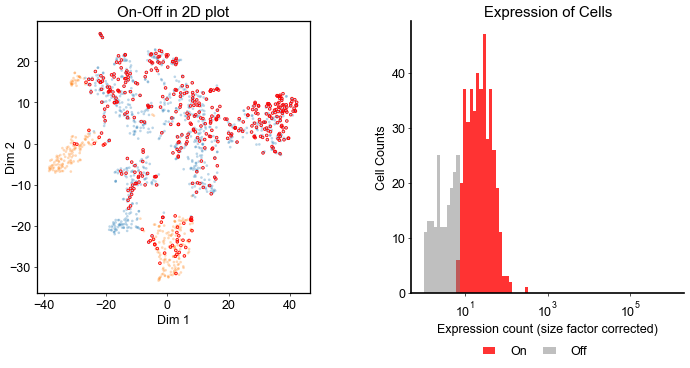 On-Off in 2D plot
20
10
0
−10
−20
−30
Dim 2
−40
−20
0
20
40
Dim 1
Expression of Cells
40
30
20
10
0
Cell Counts
10^1
10^3
10^5
Expression count (size factor corrected)
On
Off